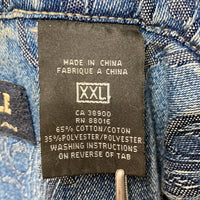 MADE IN CHINA
FABRIQUE A CHINA
XXL
CA 38900
RN 88016
65% COTTON/COTON
35%POLYESTER/POLYESTER
WASHING INSTRUCTIONS
ON REVERSE OF TAB